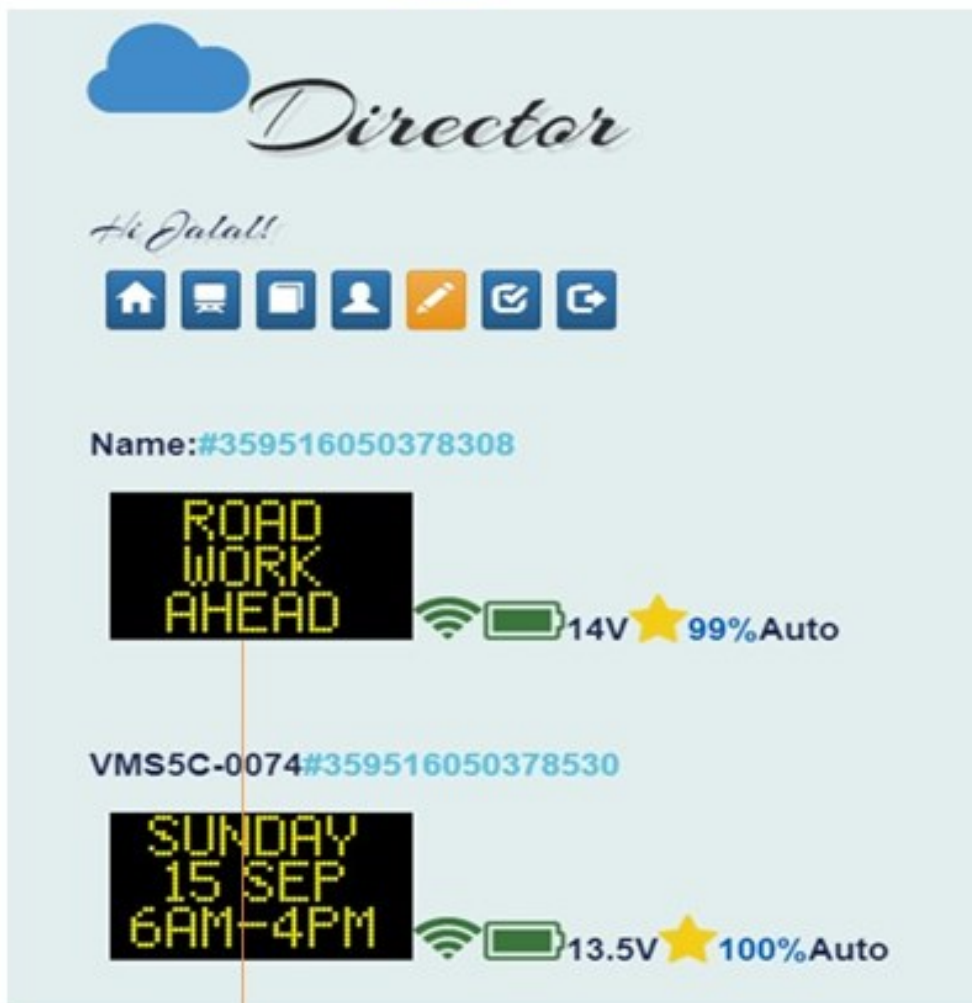 Director
Hi Jalal!
Name:#359516050378308
ROAD
WORK
AHEAD
14V 99%Auto
VMS5C-0074#359516050378530
SUNDAY
15 SEP
6AM-4PM
13.5V 100%Auto